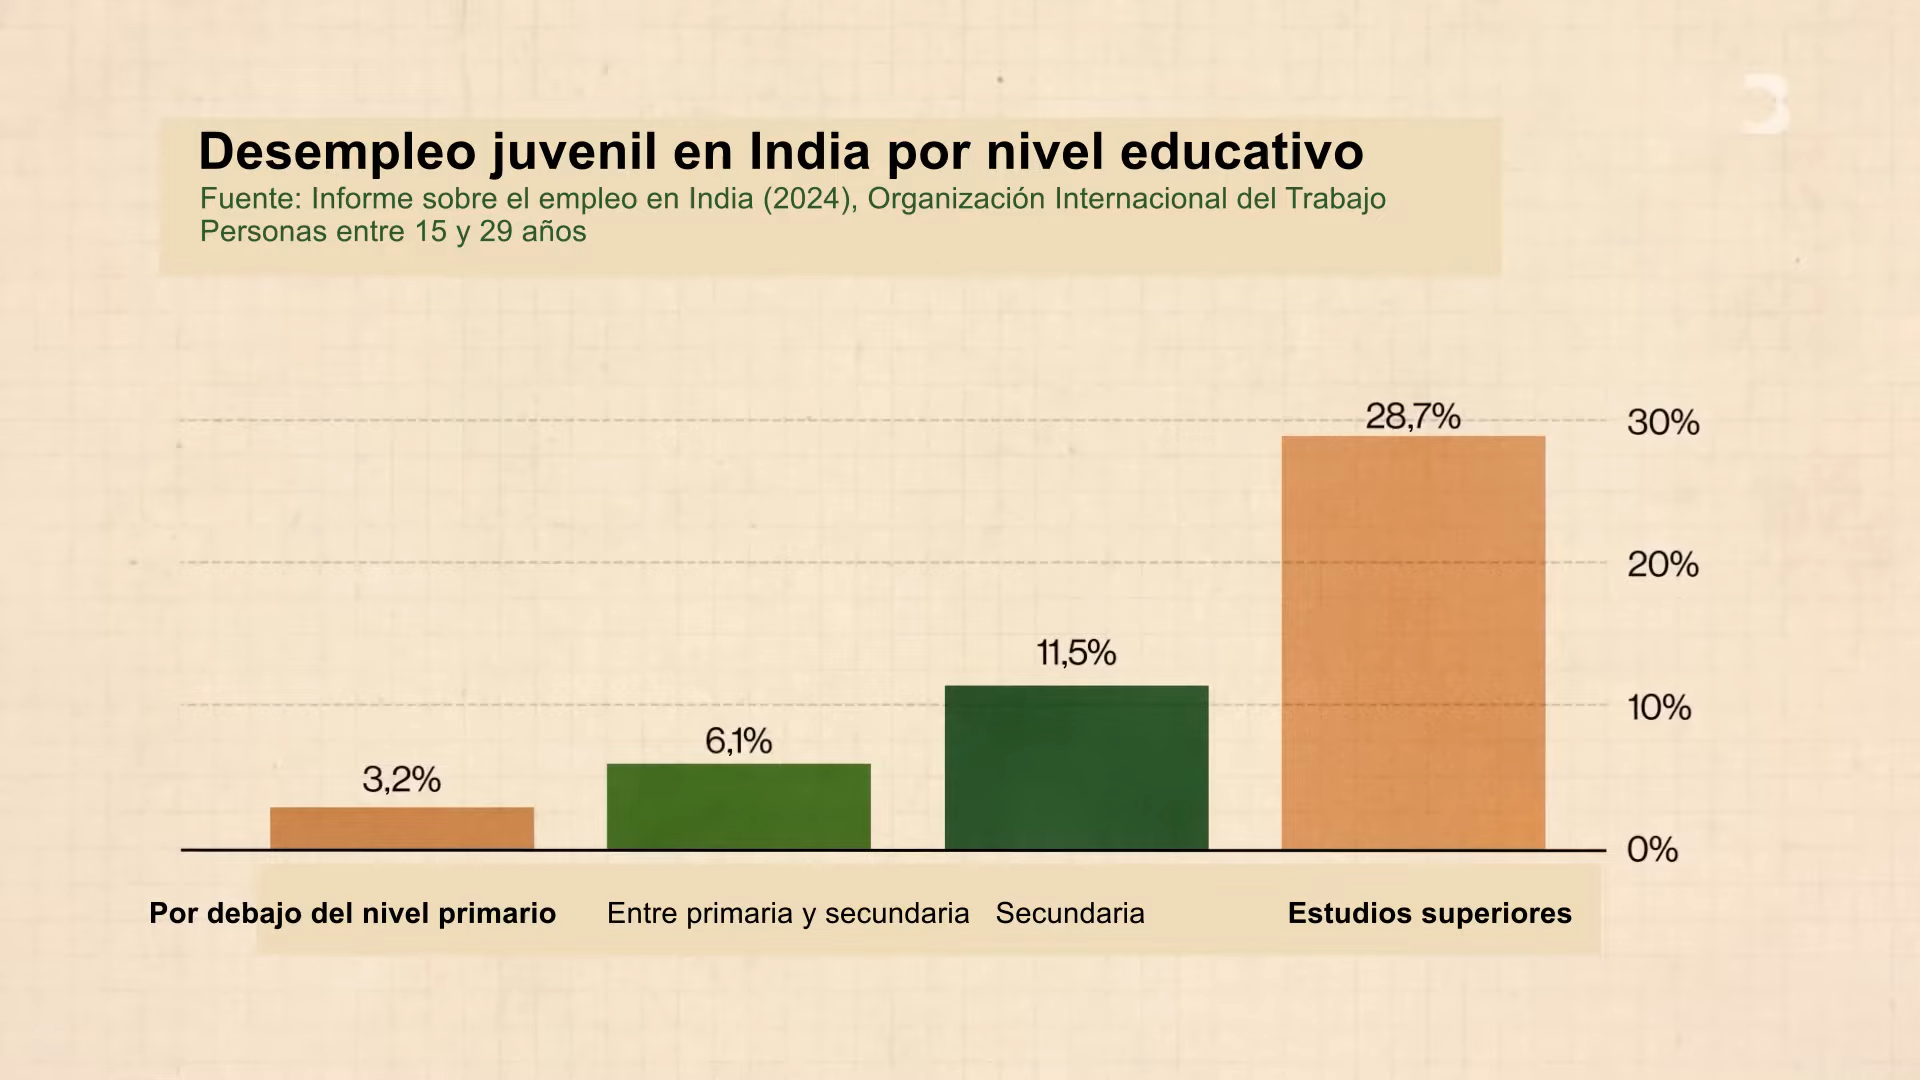 Desempleo juvenil en India por nivel educativo
Fuente: Informe sobre el empleo en India (2024), Organización Internacional del Trabajo
Personas entre 15 y 29 años
28,7%
30%
20%
11,5%
10%
6,1%
3,2%
0%
Por debajo del nivel primario
Entre primaria y secundaria
Secundaria
Estudios superiores
3